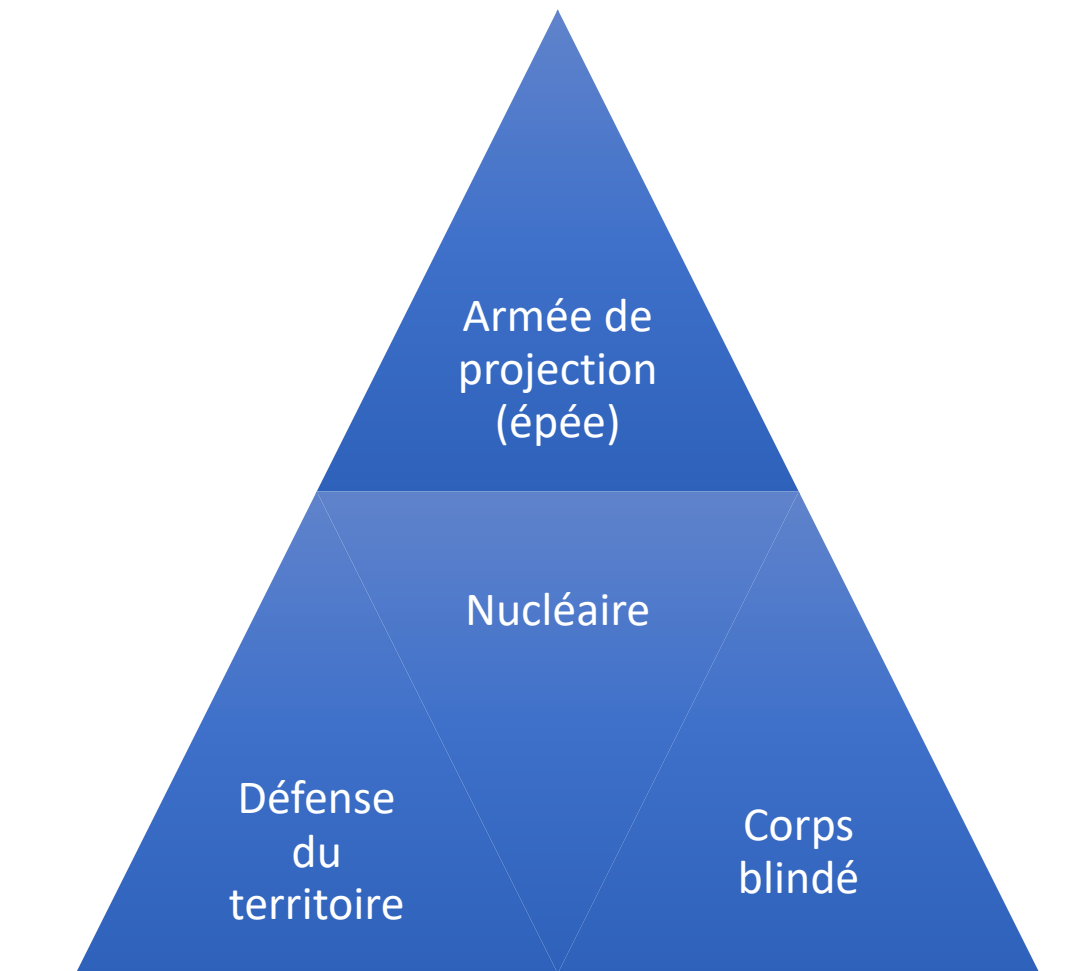 Armée de
projection
(épée)
Nucléaire
Défense
du
territoire
Corps
blindé